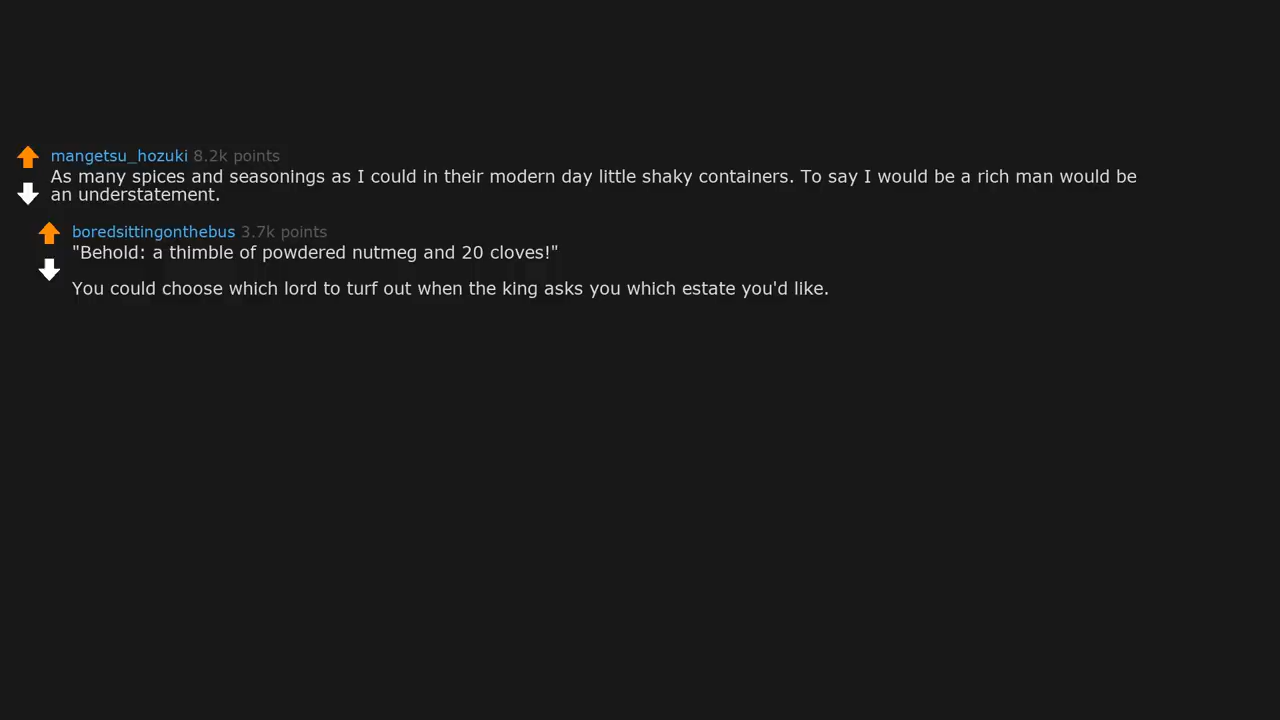 mangetsu_hozuki 8.2k points
As many spices and seasonings as I could in their modern day little shaky containers. To say I would be a rich man would be
an understatement.
boredsittingonthebus 3.7k points
"Behold: a thimble of powdered nutmeg and 20 cloves!"
You could choose which lord to turf out when the king asks you which estate you'd like.